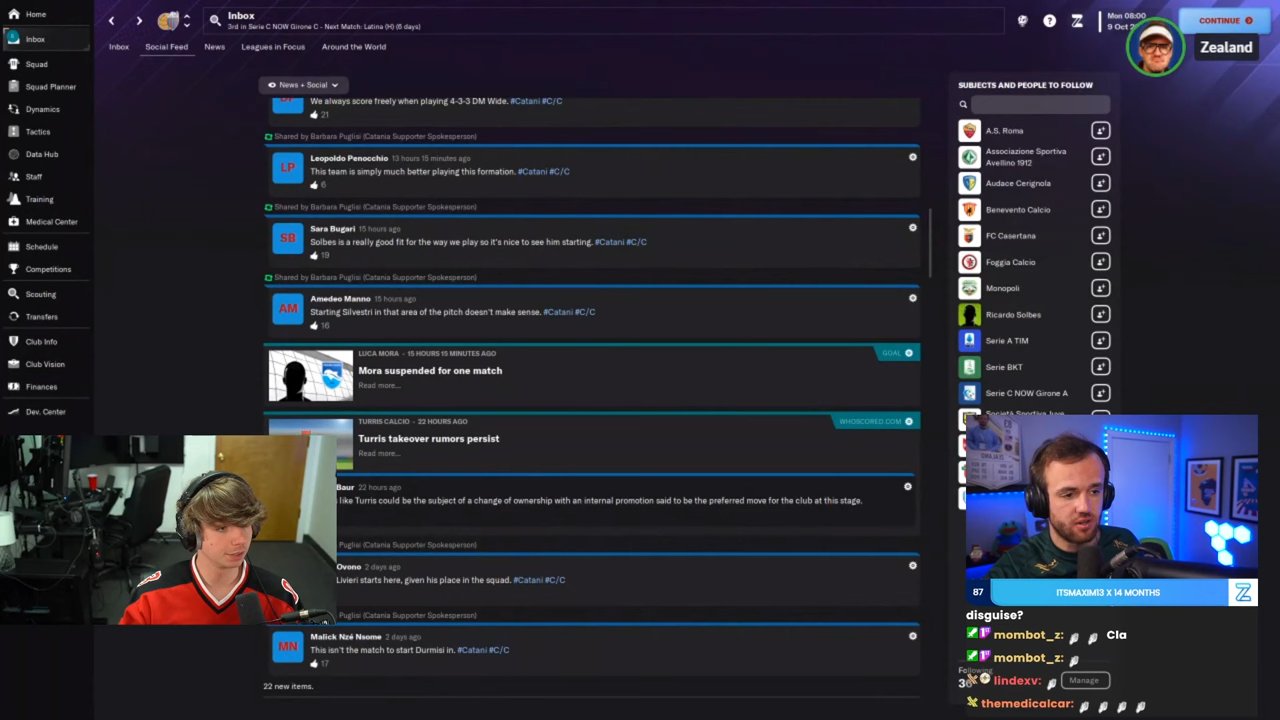 Home
Inbox
Squad
Squad Planner
Dynamics
Tactics
Data Hub
Staff
Training
Medical Center
Schedule
Competitions
Scouting
Transfers
Club Info
Club Vision
Finances
Dev. Center
Inbox
3rd in Serie C NOW Girone C - Next Match: Latina (H) (6 days)
Mon 08:00
9 Oct
CONTINUE
Zealand
Inbox
Social Feed
News
Leagues in Focus
Around the World
News + Social
We always score freely when playing 4-3-3 DM Wide. #Catani #C/C
21
Shared by Barbara Puglisi (Catania Supporter Spokesperson)
LP
Leopoldo Penocchio 13 hours 15 minutes ago
This team is simply much better playing this formation. #Catani #C/C
6
Shared by Barbara Puglisi (Catania Supporter Spokesperson)
SB
Sara Bugari 15 hours ago
Solbes is a really good fit for the way we play so it's nice to see him starting. #Catani #C/C
19
Shared by Barbara Puglisi (Catania Supporter Spokesperson)
AM
Amedeo Manno 15 hours ago
Starting Silvestri in that area of the pitch doesn't make sense. #Catani #C/C
16
LUCA MORA - 15 HOURS 15 MINUTES AGO
GOAL
Mora suspended for one match
Read more...
TURRIS CALCIO - 22 HOURS AGO
WHOSCORED.COM
Turris takeover rumors persist
Read more...
Baur 22 hours ago
like Turris could be the subject of a change of ownership with an internal promotion said to be the preferred move for the club at this stage.
Puglisi (Catania Supporter Spokesperson)
Ovono 2 days ago
Livieri starts here, given his place in the squad. #Catani #C/C
Puglisi (Catania Supporter Spokesperson)
MN
Malick Nzé Nsome 2 days ago
This isn't the match to start Durmisi in. #Catani #C/C
17
22 new items.
SUBJECTS AND PEOPLE TO FOLLOW
A.S. Roma
Associazione Sportiva
Avellino 1912
Audace Cerignola
Benevento Calcio
FC Casertana
Foggia Calcio
Monopoli
Ricardo Solbes
Serie A TIM
Serie BKT
Serie C NOW Girone A
Società Sportiva Juve
87
ITSMAXIM13 X 14 MONTHS
disguise?
mombot_z: Cla
mombot_z:
Following
lindexv:
Manage
themedicalcar: